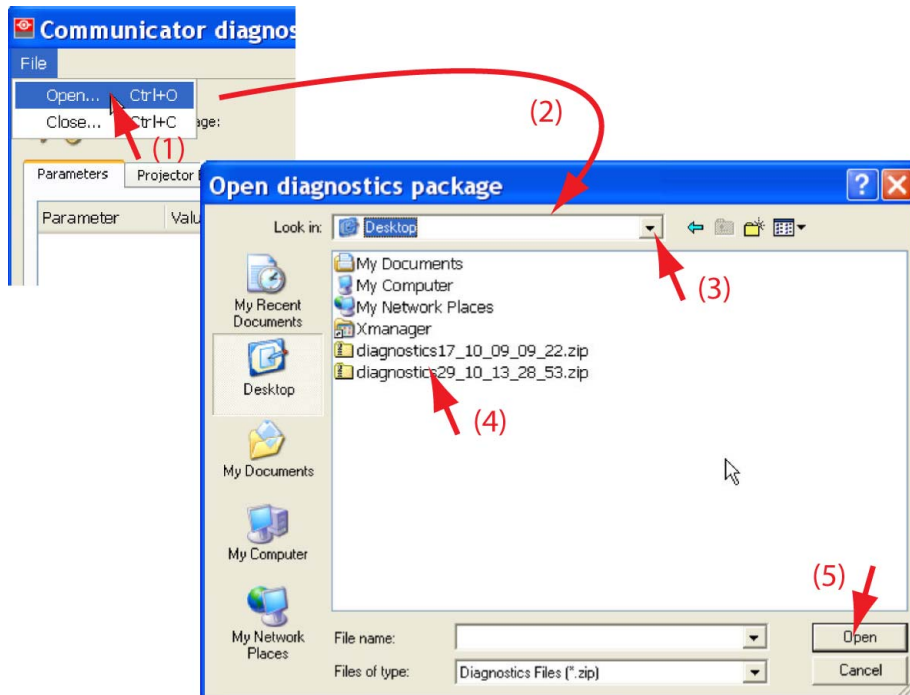 Communicator diagnos
File
Open... Ctrl+O
Close... Ctrl+C
age:
(1)
(2)
Parameters Projector
Parameter Valu
Open diagnostics package
Look in: Desktop
(3)
My Recent
Documents
Desktop
My Documents
My Computer
My Network
Places
My Documents
My Computer
My Network Places
Xmanager
diagnostics17_10_09_09_22.zip
diagnostics29_10_13_28_53.zip
(4)
(5)
File name:
Open
Files of type: Diagnostics Files (*.zip)
Cancel